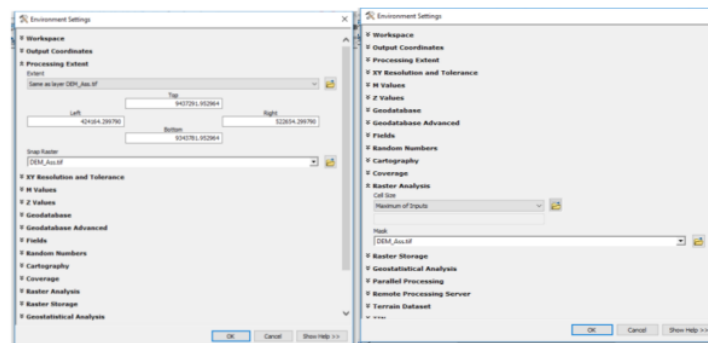 Environment Settings
Workspace
Output Coordinates
Processing Extent
Extent
Same as layer DEM_Ass.tif
Top
9437291.952964
Left
Right
424164.299790
522654.299790
Bottom
9343781.952964
Snap Raster
DEM_Ass.tif
XY Resolution and Tolerance
M Values
Z Values
Geodatabase
Geodatabase Advanced
Fields
Random Numbers
Cartography
Coverage
Raster Analysis
Raster Storage
Geostatistical Analysis
OK Cancel Show Help >>
Environment Settings
Workspace
Output Coordinates
Processing Extent
XY Resolution and Tolerance
M Values
Z Values
Geodatabase
Geodatabase Advanced
Fields
Random Numbers
Cartography
Coverage
Raster Analysis
Cell Size
Maximum of Inputs
Mask
DEM_Ass.tif
Raster Storage
Geostatistical Analysis
Parallel Processing
Remote Processing Server
Terrain Dataset
OK Cancel Show Help >>